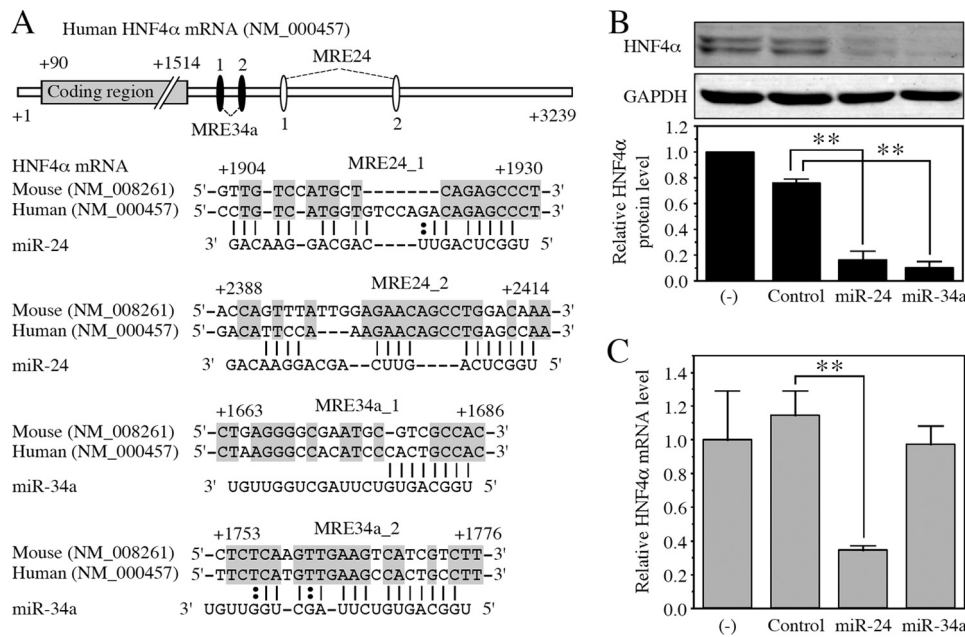 A
Human HNF4α mRNA (NM_000457)
+90
+1514
1 2
MRE24
Coding region
+1
MRE34a
1
2
+3239
HNF4α mRNA
+1904 MRE24_1 +1930
Mouse (NM_008261) 5'-GTTG-TCCATGCT-------CAGAGCCCT-3'
Human (NM_000457) 5'-CCTG-TC-ATGGTGTCCAGACAGAGCCCT-3'
miR-24 3' GACAAG-GACGAC----UUGACUCGGU 5'
+2388 MRE24_2 +2414
Mouse (NM_008261) 5'-ACCAGTTTATTGGAGAACAGCCTGGACAAA-3'
Human (NM_000457) 5'-GACATTCCA---AAGAACAGCCTGAGCCAA-3'
miR-24 3' GACAAGGACGA--CUUG----ACUCGGU 5'
+1663 MRE34a_1 +1686
Mouse (NM_008261) 5'-CTGAGGGGCGAATGC-GTCGCCAC-3'
Human (NM_000457) 5'-CTAAGGGCCACATCCCACTGCCAC-3'
miR-34a 3' UGUUGGUCGAUUCUGUGACGGU 5'
+1753 MRE34a_2 +1776
Mouse (NM_008261) 5'-CTCTCAAGTTGAAGTCATCGTCTT-3'
Human (NM_000457) 5'-TTCTCATGTTGAAGCCACTGCCTT-3'
miR-34a 3' UGUUGGU-CGA-UUCUGUGACGGU 5'
B
HNF4α
GAPDH
Relative HNF4α
protein level
1.2
1.0
0.8
0.6
0.4
0.2
0.0
**
**
(-) Control miR-24 miR-34a
C
Relative HNF4α mRNA level
1.4
1.2
1.0
0.8
0.6
0.4
0.2
0.0
**
(-) Control miR-24 miR-34a